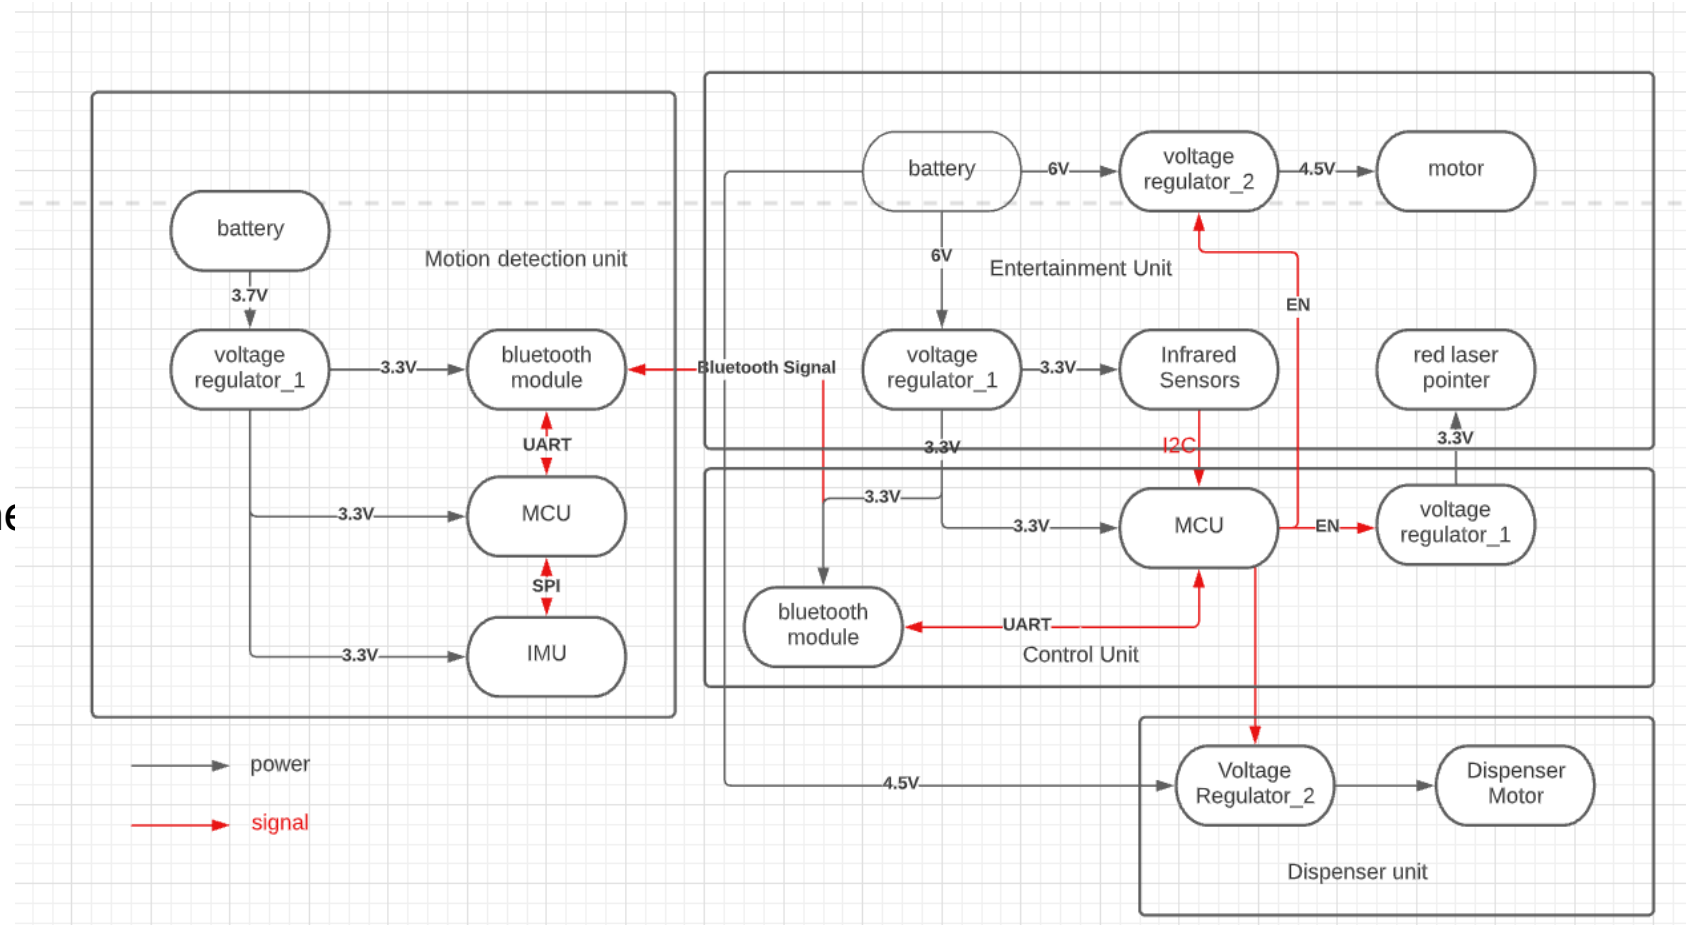 battery
3.7V
voltage
regulator_1
3.3V
bluetooth
module
UART
3.3V
MCU
SPI
3.3V
IMU
Motion detection unit
Bluetooth Signal
battery
6V
voltage
regulator_2
4.5V
motor
6V
Entertainment Unit
EN
voltage
regulator_1
3.3V
Infrared
Sensors
red laser
pointer
3.3V
I2C
3.3V
3.3V
3.3V
MCU
EN
voltage
regulator_1
bluetooth
module
UART
Control Unit
4.5V
Voltage
Regulator_2
Dispenser
Motor
Dispenser unit
power
signal